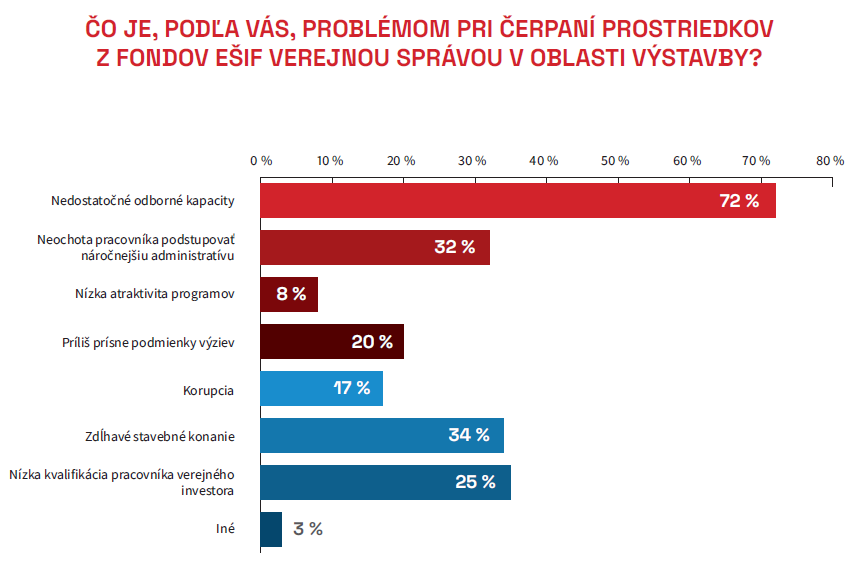 ČO JE, PODĽA VÁS, PROBLÉMOM PRI ČERPANÍ PROSTRIEDKOV
Z FONDOV EŠIF VEREJNOU SPRÁVOU V OBLASTI VÝSTAVBY?
0 % 10 % 20 % 30 % 40 % 50 % 60 % 70 % 80 %
Nedostatočné odborné kapacity 72 %
Neochota pracovníka podstupovať
náročnejšiu administratívu 32 %
Nízka atraktivita programov 8 %
Príliš prísne podmienky výziev 20 %
Korupcia 17 %
Zdĺhavé stavebné konanie 34 %
Nízka kvalifikácia pracovníka verejného
investora 25 %
Iné 3 %